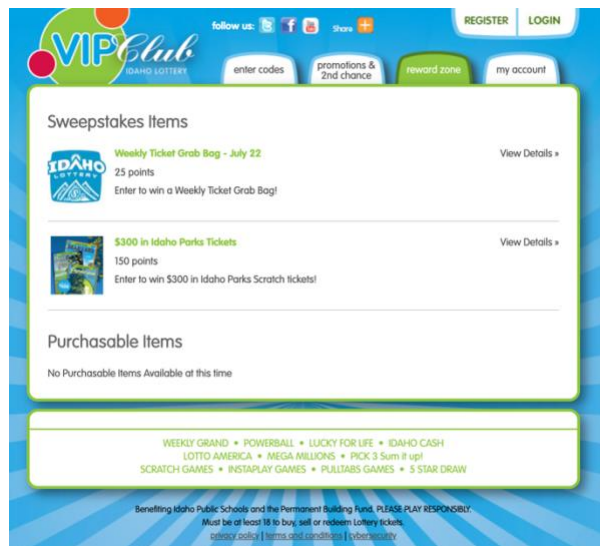 follow us:
Share
REGISTER
LOGIN
VIP Club
IDAHO LOTTERY
enter codes
promotions &
2nd chance
reward zone
my account
Sweepstakes Items
IDAHO
LOTTERY
Weekly Ticket Grab Bag - July 22
View Details »
25 points
Enter to win a Weekly Ticket Grab Bag!
$300 in Idaho Parks Tickets
View Details »
150 points
Enter to win $300 in Idaho Parks Scratch tickets!
Purchasable Items
No Purchasable Items Available at this time
WEEKLY GRAND • POWERBALL • LUCKY FOR LIFE • IDAHO CASH
LOTTO AMERICA • MEGA MILLIONS • PICK 3 Sum it up!
SCRATCH GAMES • INSTAPLAY GAMES • PULLTABS GAMES • 5 STAR DRAW
Benefiting Idaho Public Schools and the Permanent Building Fund. PLEASE PLAY RESPONSIBLY.
Must be at least 18 to buy, sell or redeem Lottery tickets.
privacy policy | terms and conditions | cybersecurity